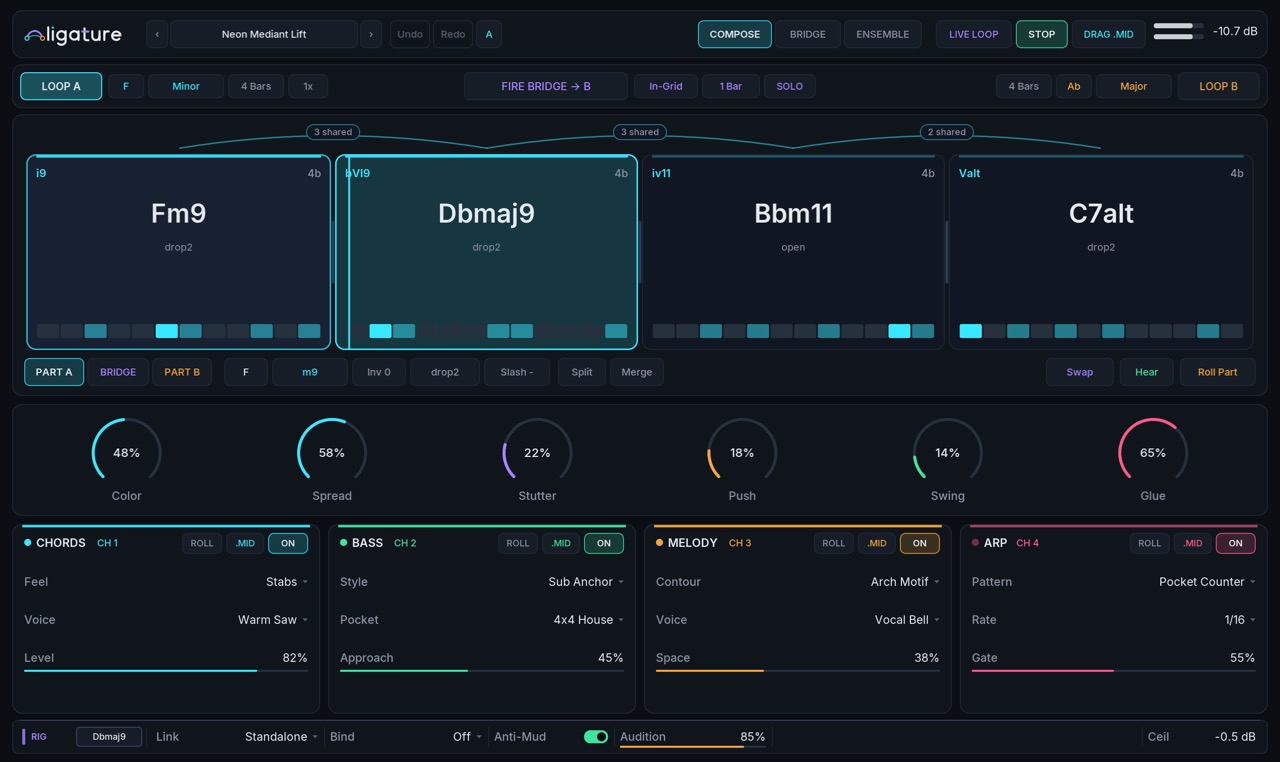 ligature ‹ Neon Mediant Lift › Undo Redo A COMPOSE BRIDGE ENSEMBLE LIVE LOOP STOP DRAG .MID -10.7 dB
LOOP A F Minor 4 Bars 1x FIRE BRIDGE → B In-Grid 1 Bar SOLO 4 Bars Ab Major LOOP B
3 shared 3 shared 2 shared
i9 4b bVI9 4b iv11 4b Valt 4b
Fm9 Dbmaj9 Bbm11 C7alt
drop2 drop2 open drop2
PART A BRIDGE PART B F m9 Inv 0 drop2 Slash - Split Merge Swap Hear Roll Part
48% 58% 22% 18% 14% 65%
Color Spread Stutter Push Swing Glue
CHORDS CH 1 ROLL .MID ON BASS CH 2 ROLL .MID ON MELODY CH 3 ROLL .MID ON ARP CH 4 ROLL .MID ON
Feel Stabs Style Sub Anchor Contour Arch Motif Pattern Pocket Counter
Voice Warm Saw Pocket 4x4 House Voice Vocal Bell Rate 1/16
Level 82% Approach 45% Space 38% Gate 55%
RIG Dbmaj9 Link Standalone Bind Off Anti-Mud Audition 85% Ceil -0.5 dB